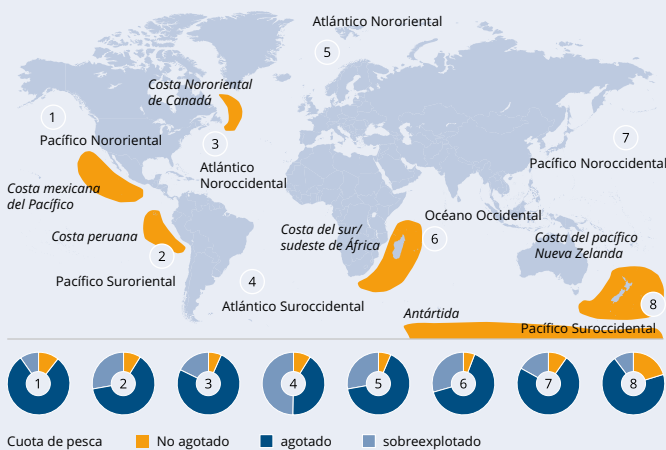 Atlántico Nororiental
5
Costa Nororiental
de Canadá
1
Pacífico Nororiental
3
Atlántico
Noroccidental
7
Pacífico Noroccidental
Costa mexicana
del Pacífico
Costa peruana
2
Pacífico Suroriental
Costa del sur/
sudeste de África
Océano Occidental
6
Costa del pacífico
Nueva Zelanda
4
Atlántico Suroccidental
Antártida
8
Pacífico Suroccidental
1 2 3 4 5 6 7 8
Cuota de pesca No agotado agotado sobreexplotado